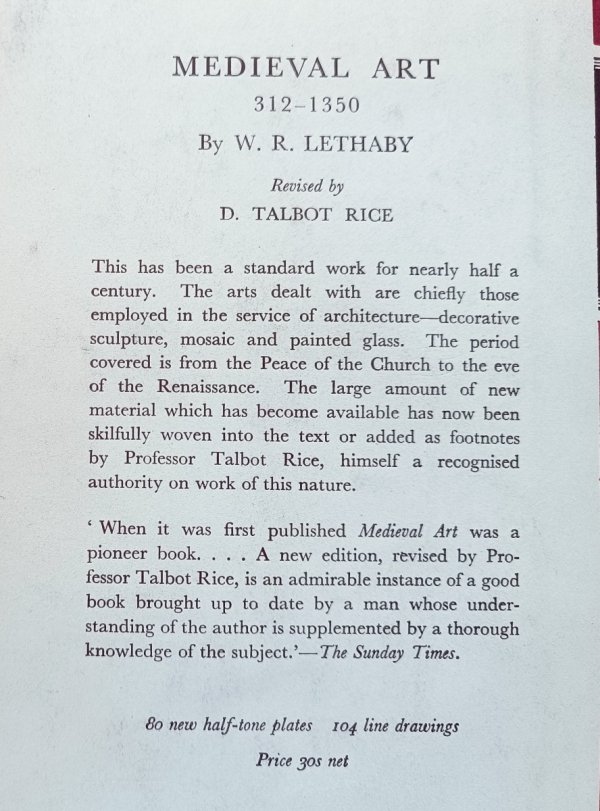 MEDIEVAL ART
312–1350
By W. R. LETHABY
Revised by
D. TALBOT RICE
This has been a standard work for nearly half a
century. The arts dealt with are chiefly those
employed in the service of architecture—decorative
sculpture, mosaic and painted glass. The period
covered is from the Peace of the Church to the eve
of the Renaissance. The large amount of new
material which has become available has now been
skilfully woven into the text or added as footnotes
by Professor Talbot Rice, himself a recognised
authority on work of this nature.
‘ When it was first published Medieval Art was a
pioneer book. . . . A new edition, revised by Pro-
fessor Talbot Rice, is an admirable instance of a good
book brought up to date by a man whose under-
standing of the author is supplemented by a thorough
knowledge of the subject.’—The Sunday Times.
80 new half-tone plates 104 line drawings
Price 30s net